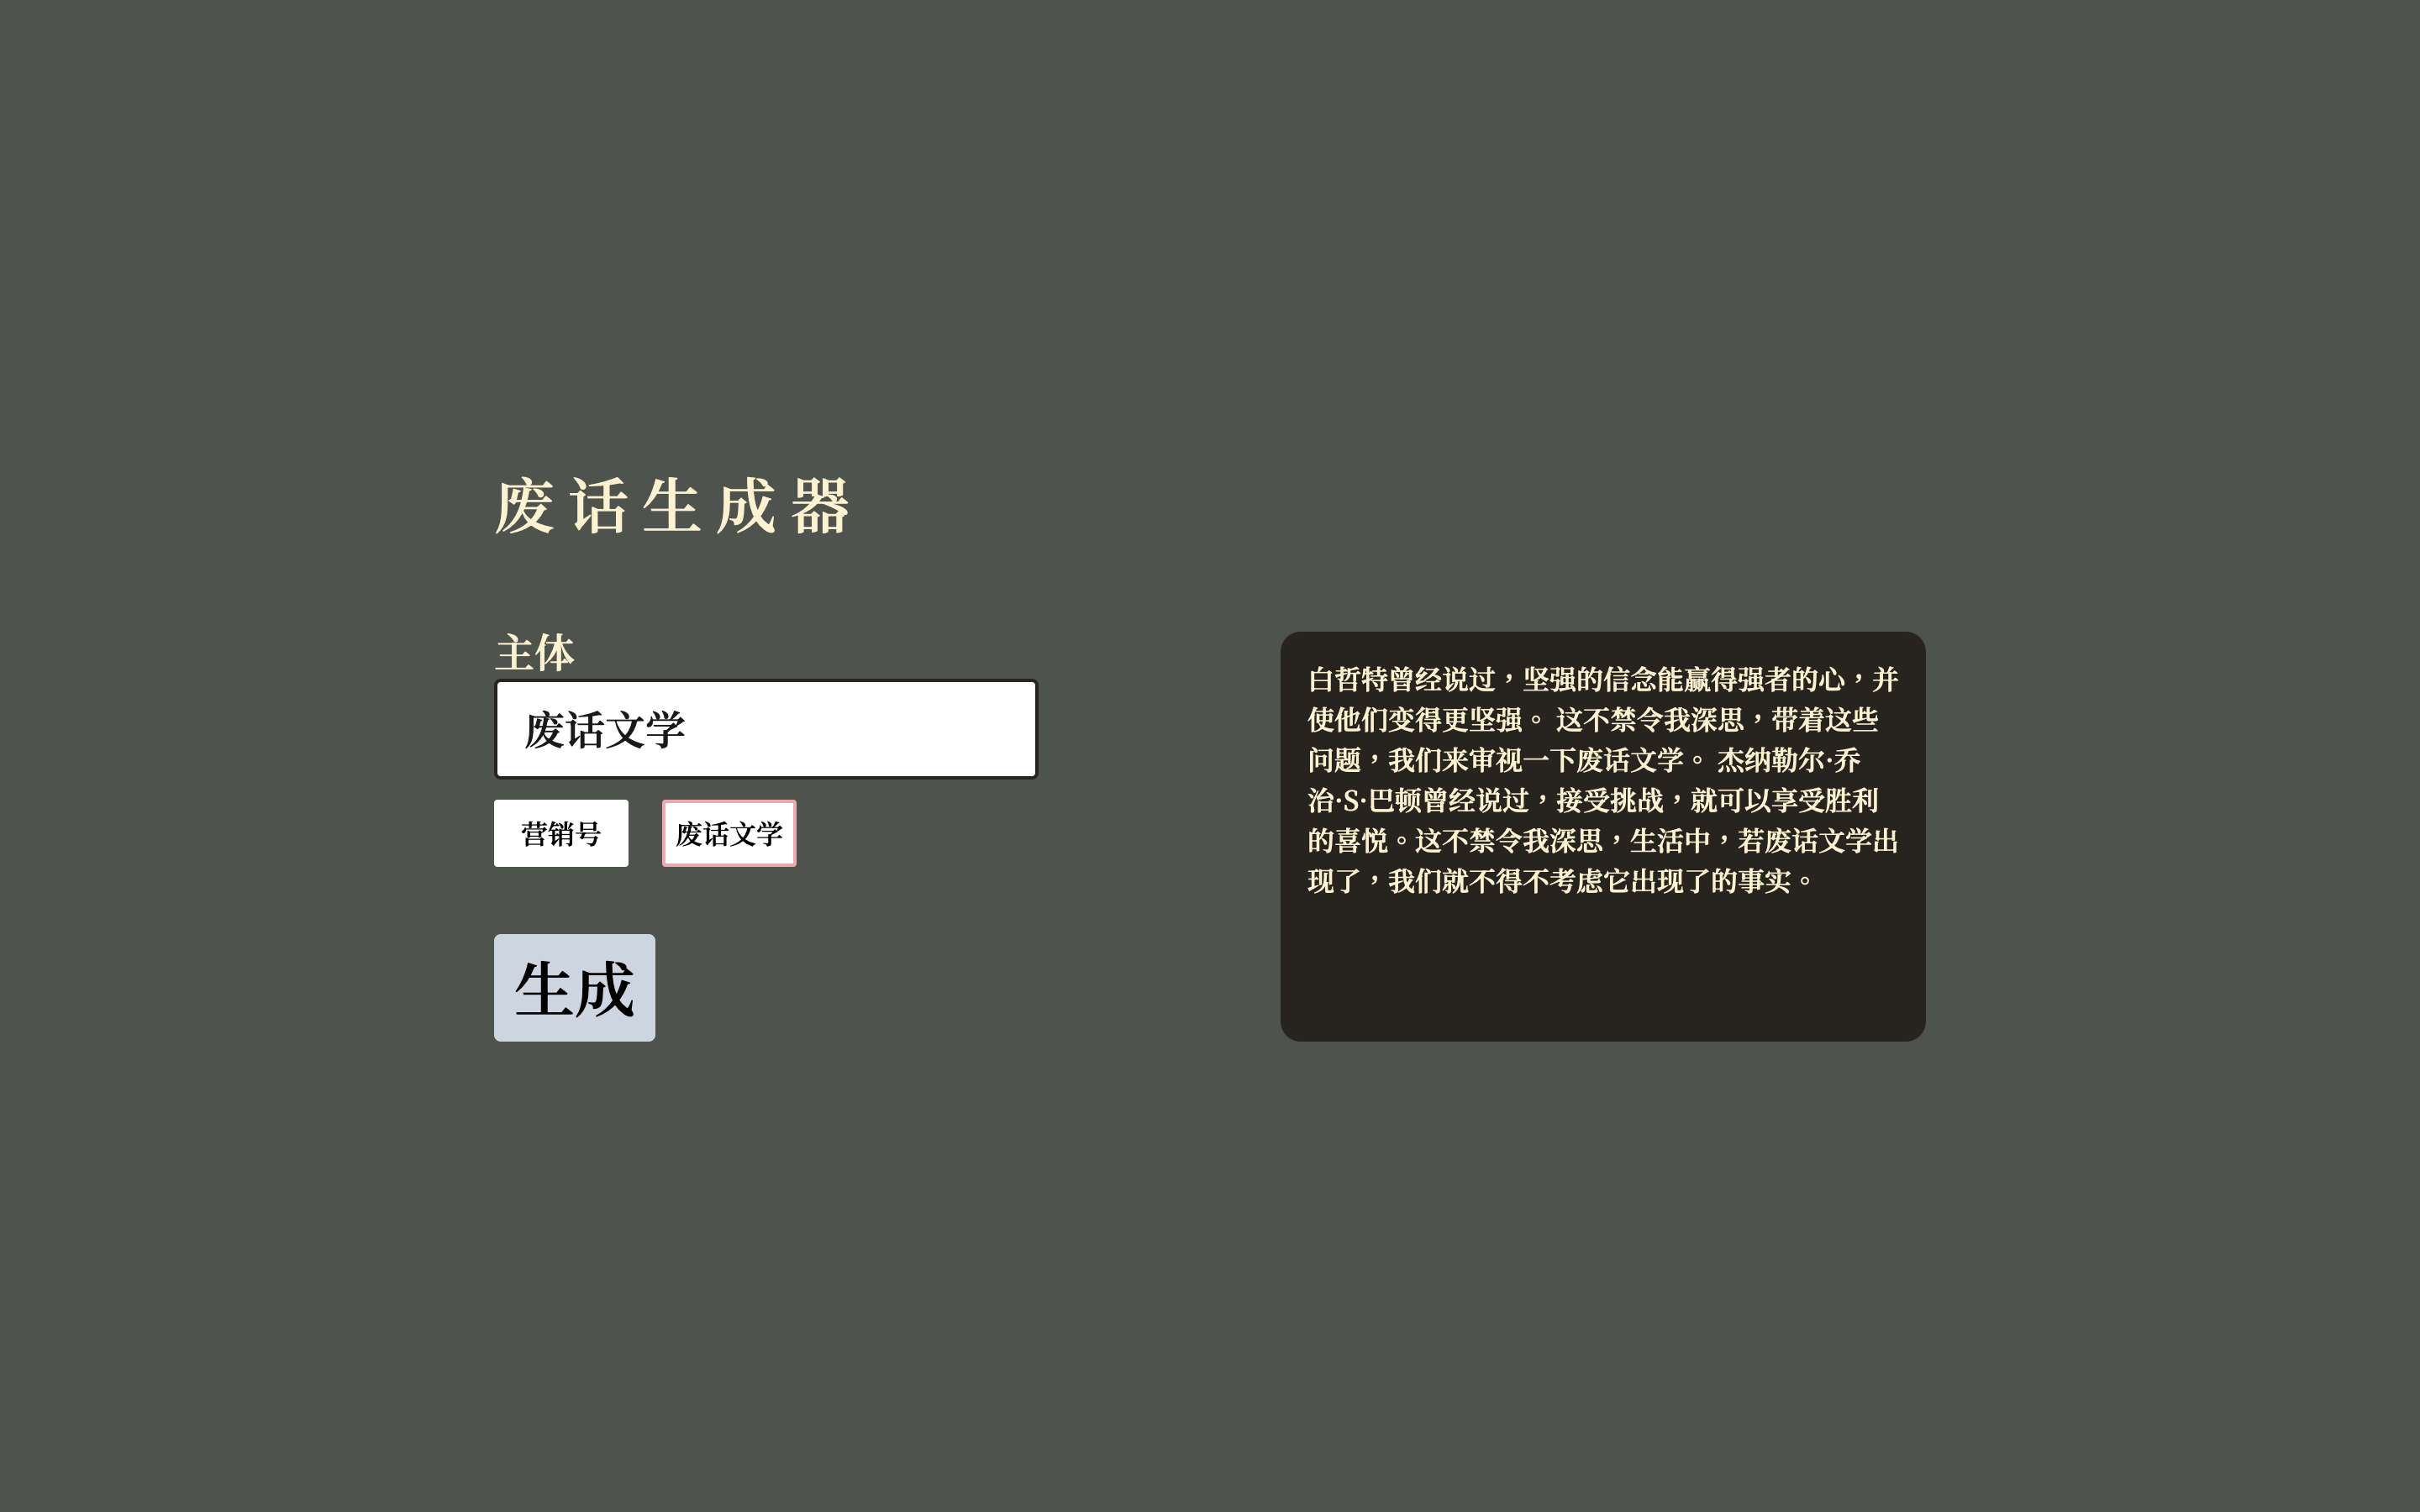 废话生成器
主体
废话文学
营销号
废话文学
生成
白哲特曾经说过，坚强的信念能赢得强者的心，并
使他们变得更坚强。 这不禁令我深思，带着这些
问题，我们来审视一下废话文学。 杰纳勒尔·乔
治·S·巴顿曾经说过，接受挑战，就可以享受胜利
的喜悦。这不禁令我深思，生活中，若废话文学出
现了，我们就不得不考虑它出现了的事实。